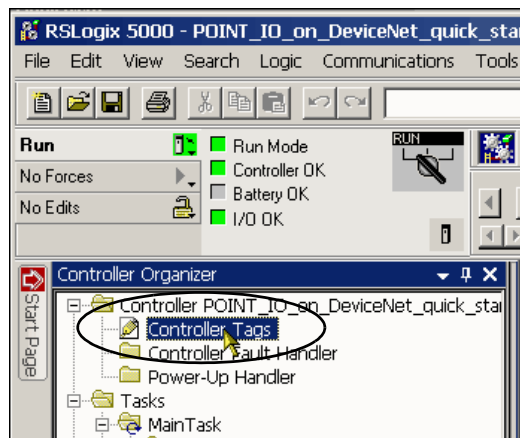 RSLogix 5000 - POINT_IO_on_DeviceNet_quick_star
File Edit View Search Logic Communications Tools
Run
Run Mode
RUN
No Forces
Controller OK
Battery OK
No Edits
I/O OK
Start Page
Controller Organizer
Controller POINT_IO_on_DeviceNet_quick_star
Controller Tags
Controller Fault Handler
Power-Up Handler
Tasks
MainTask